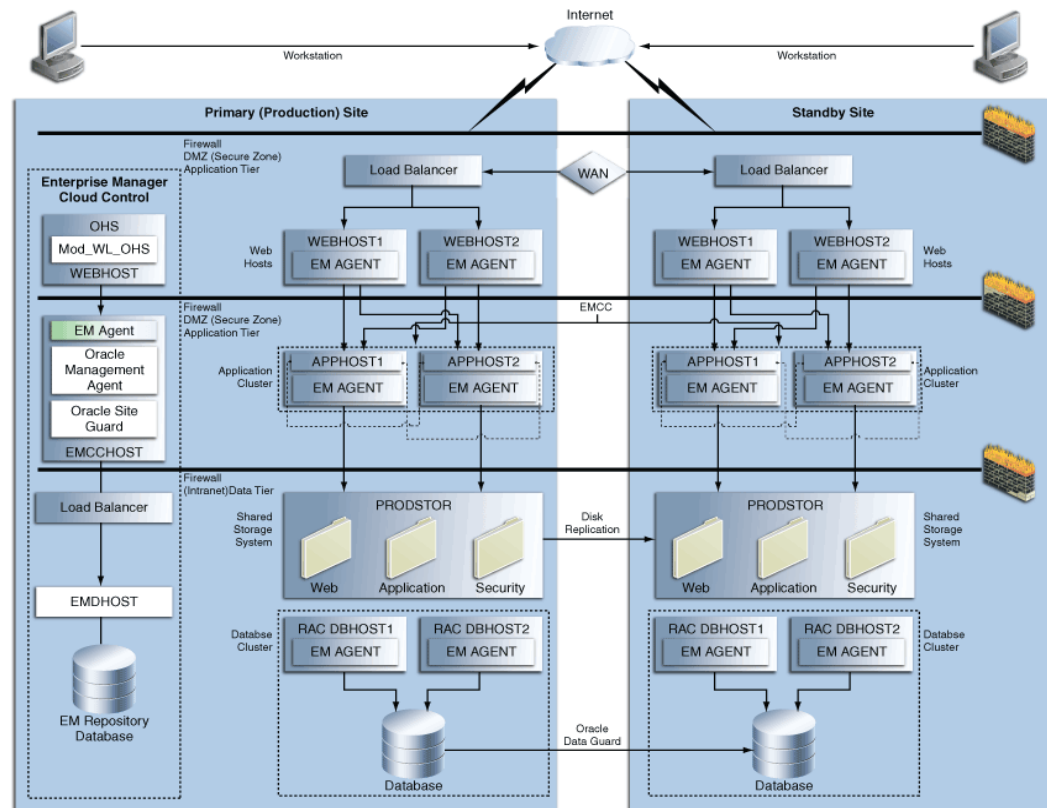 Internet
Workstation
Workstation
Primary (Production) Site
Standby Site
Firewall
DMZ (Secure Zone)
Application Tier
Enterprise Manager
Cloud Control
OHS
Mod_WL_OHS
WEBHOST
Load Balancer
WAN
Load Balancer
Web
Hosts
WEBHOST1
EM AGENT
WEBHOST2
EM AGENT
WEBHOST1
EM AGENT
WEBHOST2
EM AGENT
Web
Hosts
Firewall
DMZ (Secure Zone)
Application Tier
EMCC
EM Agent
Oracle
Management
Agent
Oracle Site
Guard
EMCCHOST
Application
Cluster
APPHOST1
EM AGENT
APPHOST2
EM AGENT
APPHOST1
EM AGENT
APPHOST2
EM AGENT
Application
Cluster
Firewall
(Intranet)Data Tier
Load Balancer
EMDHOST
EM Repository
Database
Shared
Storage
System
PRODSTOR
Web
Application
Security
Disk
Replication
PRODSTOR
Web
Application
Security
Shared
Storage
System
Databse
Cluster
RAC DBHOST1
EM AGENT
RAC DBHOST2
EM AGENT
Database
Oracle
Data Guard
RAC DBHOST1
EM AGENT
RAC DBHOST2
EM AGENT
Database
Databse
Cluster